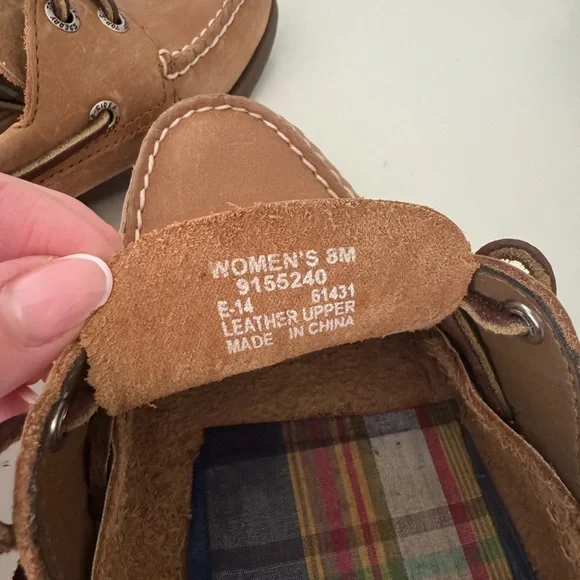 WOMEN'S 8M
9155240
E-14 61431
LEATHER UPPER
MADE IN CHINA